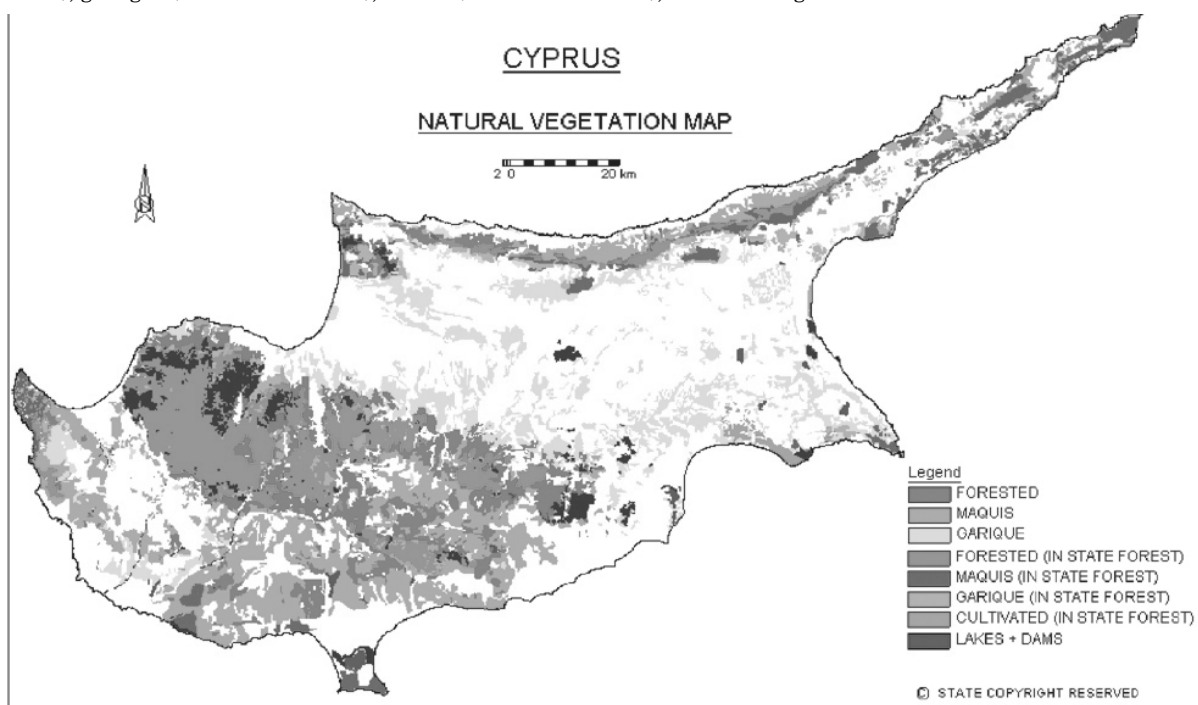 CYPRUS
NATURAL VEGETATION MAP
2 0 20 km
Legend
FORESTED
MAQUIS
GARIQUE
FORESTED (IN STATE FOREST)
MAQUIS (IN STATE FOREST)
GARIQUE (IN STATE FOREST)
CULTIVATED (IN STATE FOREST)
LAKES + DAMS
© STATE COPYRIGHT RESERVED